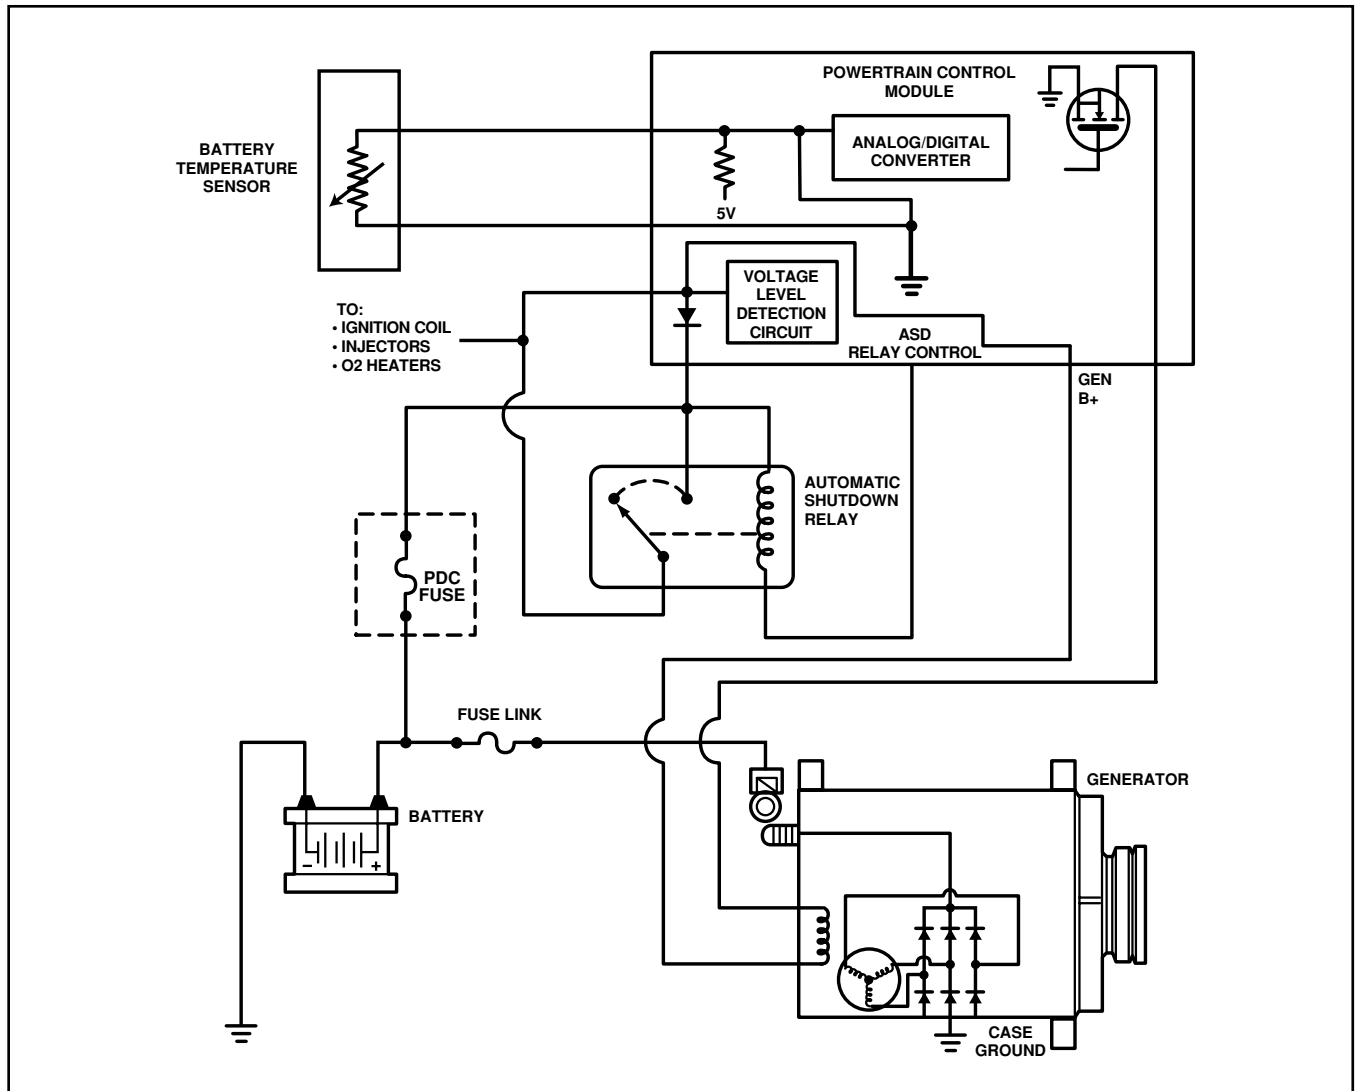 POWERTRAIN CONTROL
MODULE
BATTERY
TEMPERATURE
SENSOR
ANALOG/DIGITAL
CONVERTER
5V
VOLTAGE
LEVEL
DETECTION
CIRCUIT
TO:
• IGNITION COIL
• INJECTORS
• O2 HEATERS
ASD
RELAY CONTROL
GEN
B+
AUTOMATIC
SHUTDOWN
RELAY
PDC
FUSE
FUSE LINK
GENERATOR
BATTERY
– +
CASE
GROUND